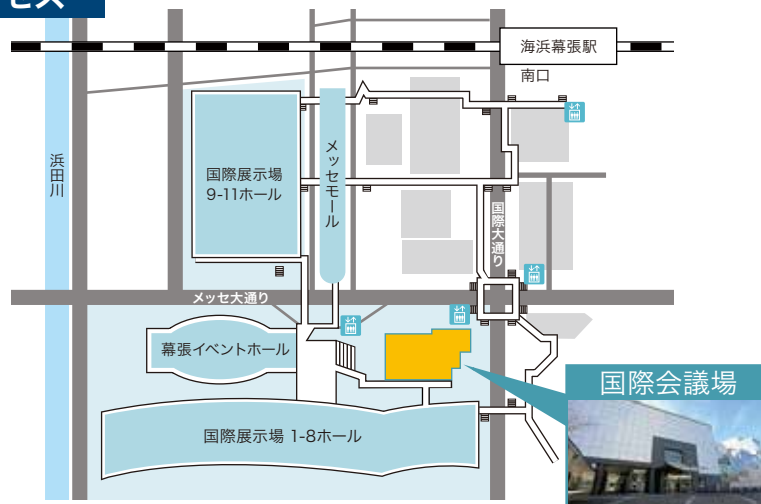 セス
海浜幕張駅
南口
浜田川
国際展示場
9-11ホール
メッセモール
国際大通り
メッセ大通り
幕張イベントホール
国際会議場
国際展示場 1-8ホール